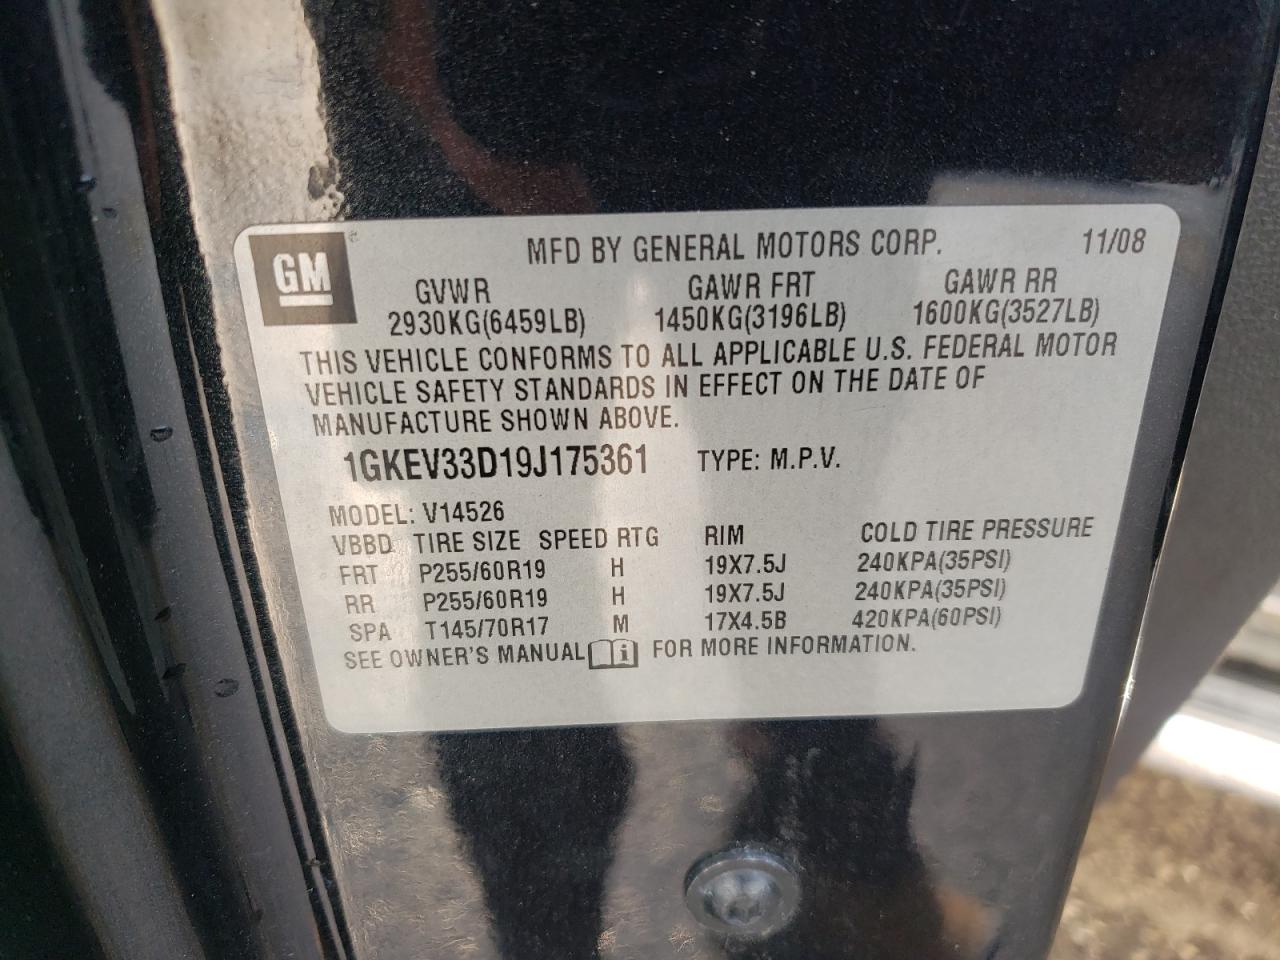 GM
MFD BY GENERAL MOTORS CORP. 11/08
GVWR GAWR FRT GAWR RR
2930KG(6459LB) 1450KG(3196LB) 1600KG(3527LB)
THIS VEHICLE CONFORMS TO ALL APPLICABLE U.S. FEDERAL MOTOR
VEHICLE SAFETY STANDARDS IN EFFECT ON THE DATE OF
MANUFACTURE SHOWN ABOVE.
1GKEV33D19J175361 TYPE: M.P.V.
MODEL: V14526
VBBD TIRE SIZE SPEED RTG RIM COLD TIRE PRESSURE
FRT P255/60R19 H 19X7.5J 240KPA(35PSI)
RR P255/60R19 H 19X7.5J 240KPA(35PSI)
SPA T145/70R17 M 17X4.5B 420KPA(60PSI)
SEE OWNER'S MANUAL i FOR MORE INFORMATION.